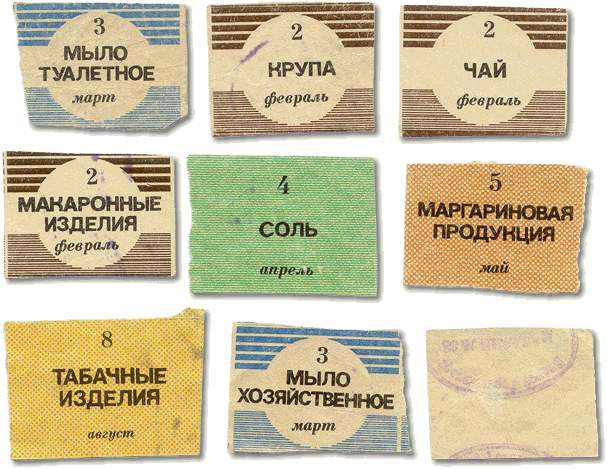 3
МЫЛО
ТУАЛЕТНОЕ
март
2
КРУПА
февраль
2
ЧАЙ
февраль
2
МАКАРОННЫЕ
ИЗДЕЛИЯ
февраль
4
СОЛЬ
апрель
5
МАРГАРИНОВАЯ
ПРОДУКЦИЯ
май
8
ТАБАЧНЫЕ
ИЗДЕЛИЯ
август
3
МЫЛО
ХОЗЯЙСТВЕННОЕ
март